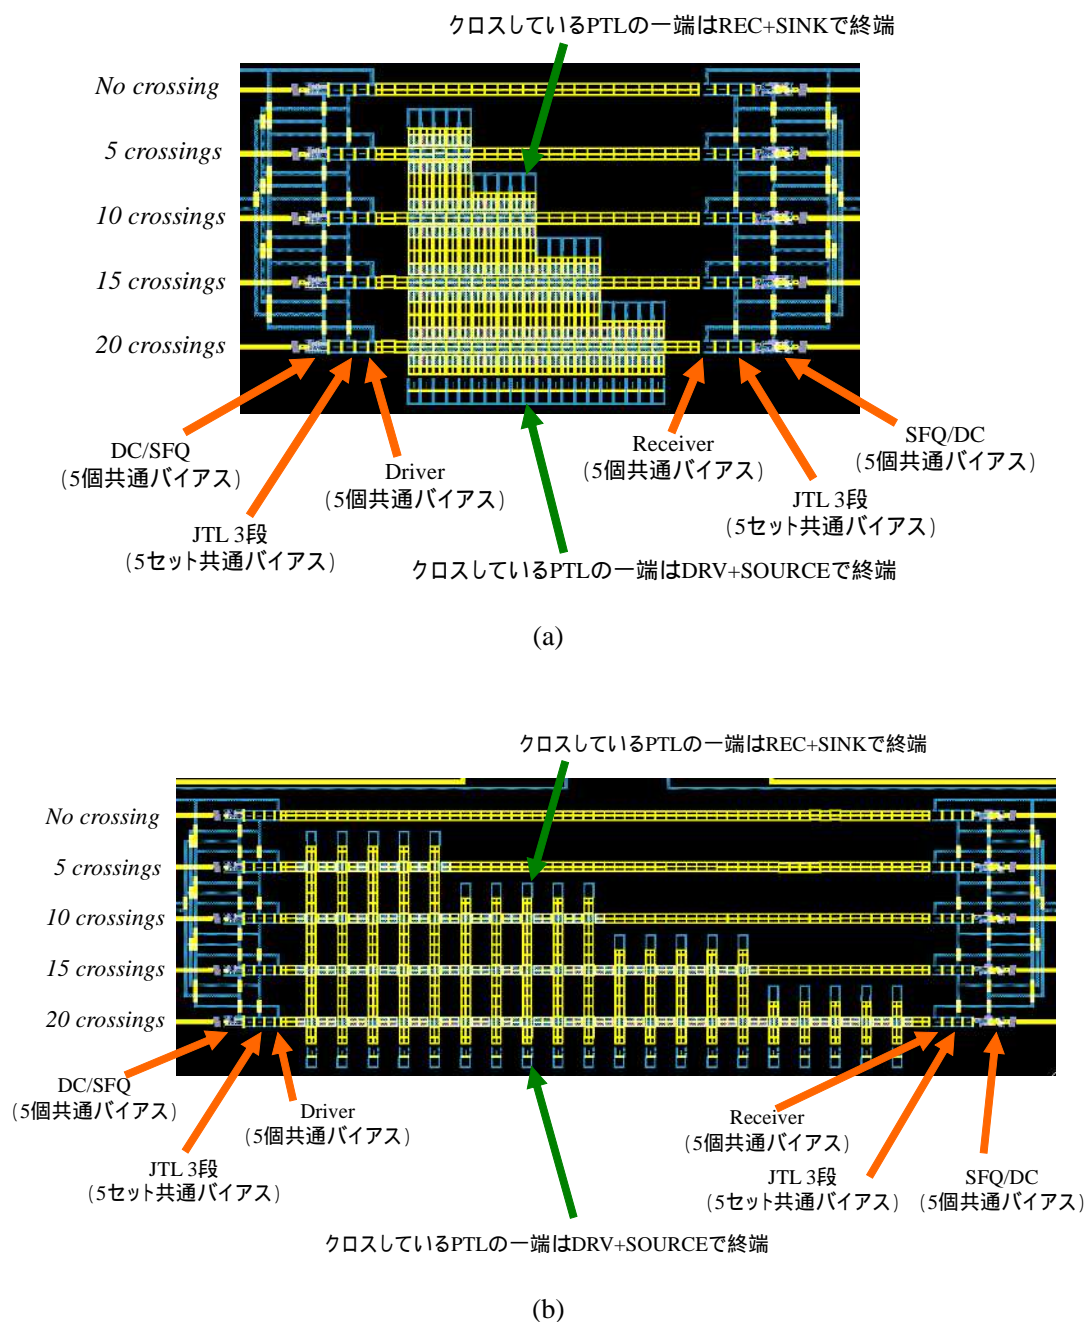 クロスしているPTLの一端はREC+SINKで終端
No crossing
5 crossings
10 crossings
15 crossings
20 crossings
DC/SFQ
(5個共通バイアス)
JTL 3段
(5セット共通バイアス)
Driver
(5個共通バイアス)
Receiver
(5個共通バイアス)
JTL 3段
(5セット共通バイアス)
SFQ/DC
(5個共通バイアス)
クロスしているPTLの一端はDRV+SOURCEで終端
(a)
クロスしているPTLの一端はREC+SINKで終端
No crossing
5 crossings
10 crossings
15 crossings
20 crossings
DC/SFQ
(5個共通バイアス)
JTL 3段
(5セット共通バイアス)
Driver
(5個共通バイアス)
Receiver
(5個共通バイアス)
JTL 3段
(5セット共通バイアス)
SFQ/DC
(5個共通バイアス)
クロスしているPTLの一端はDRV+SOURCEで終端
(b)